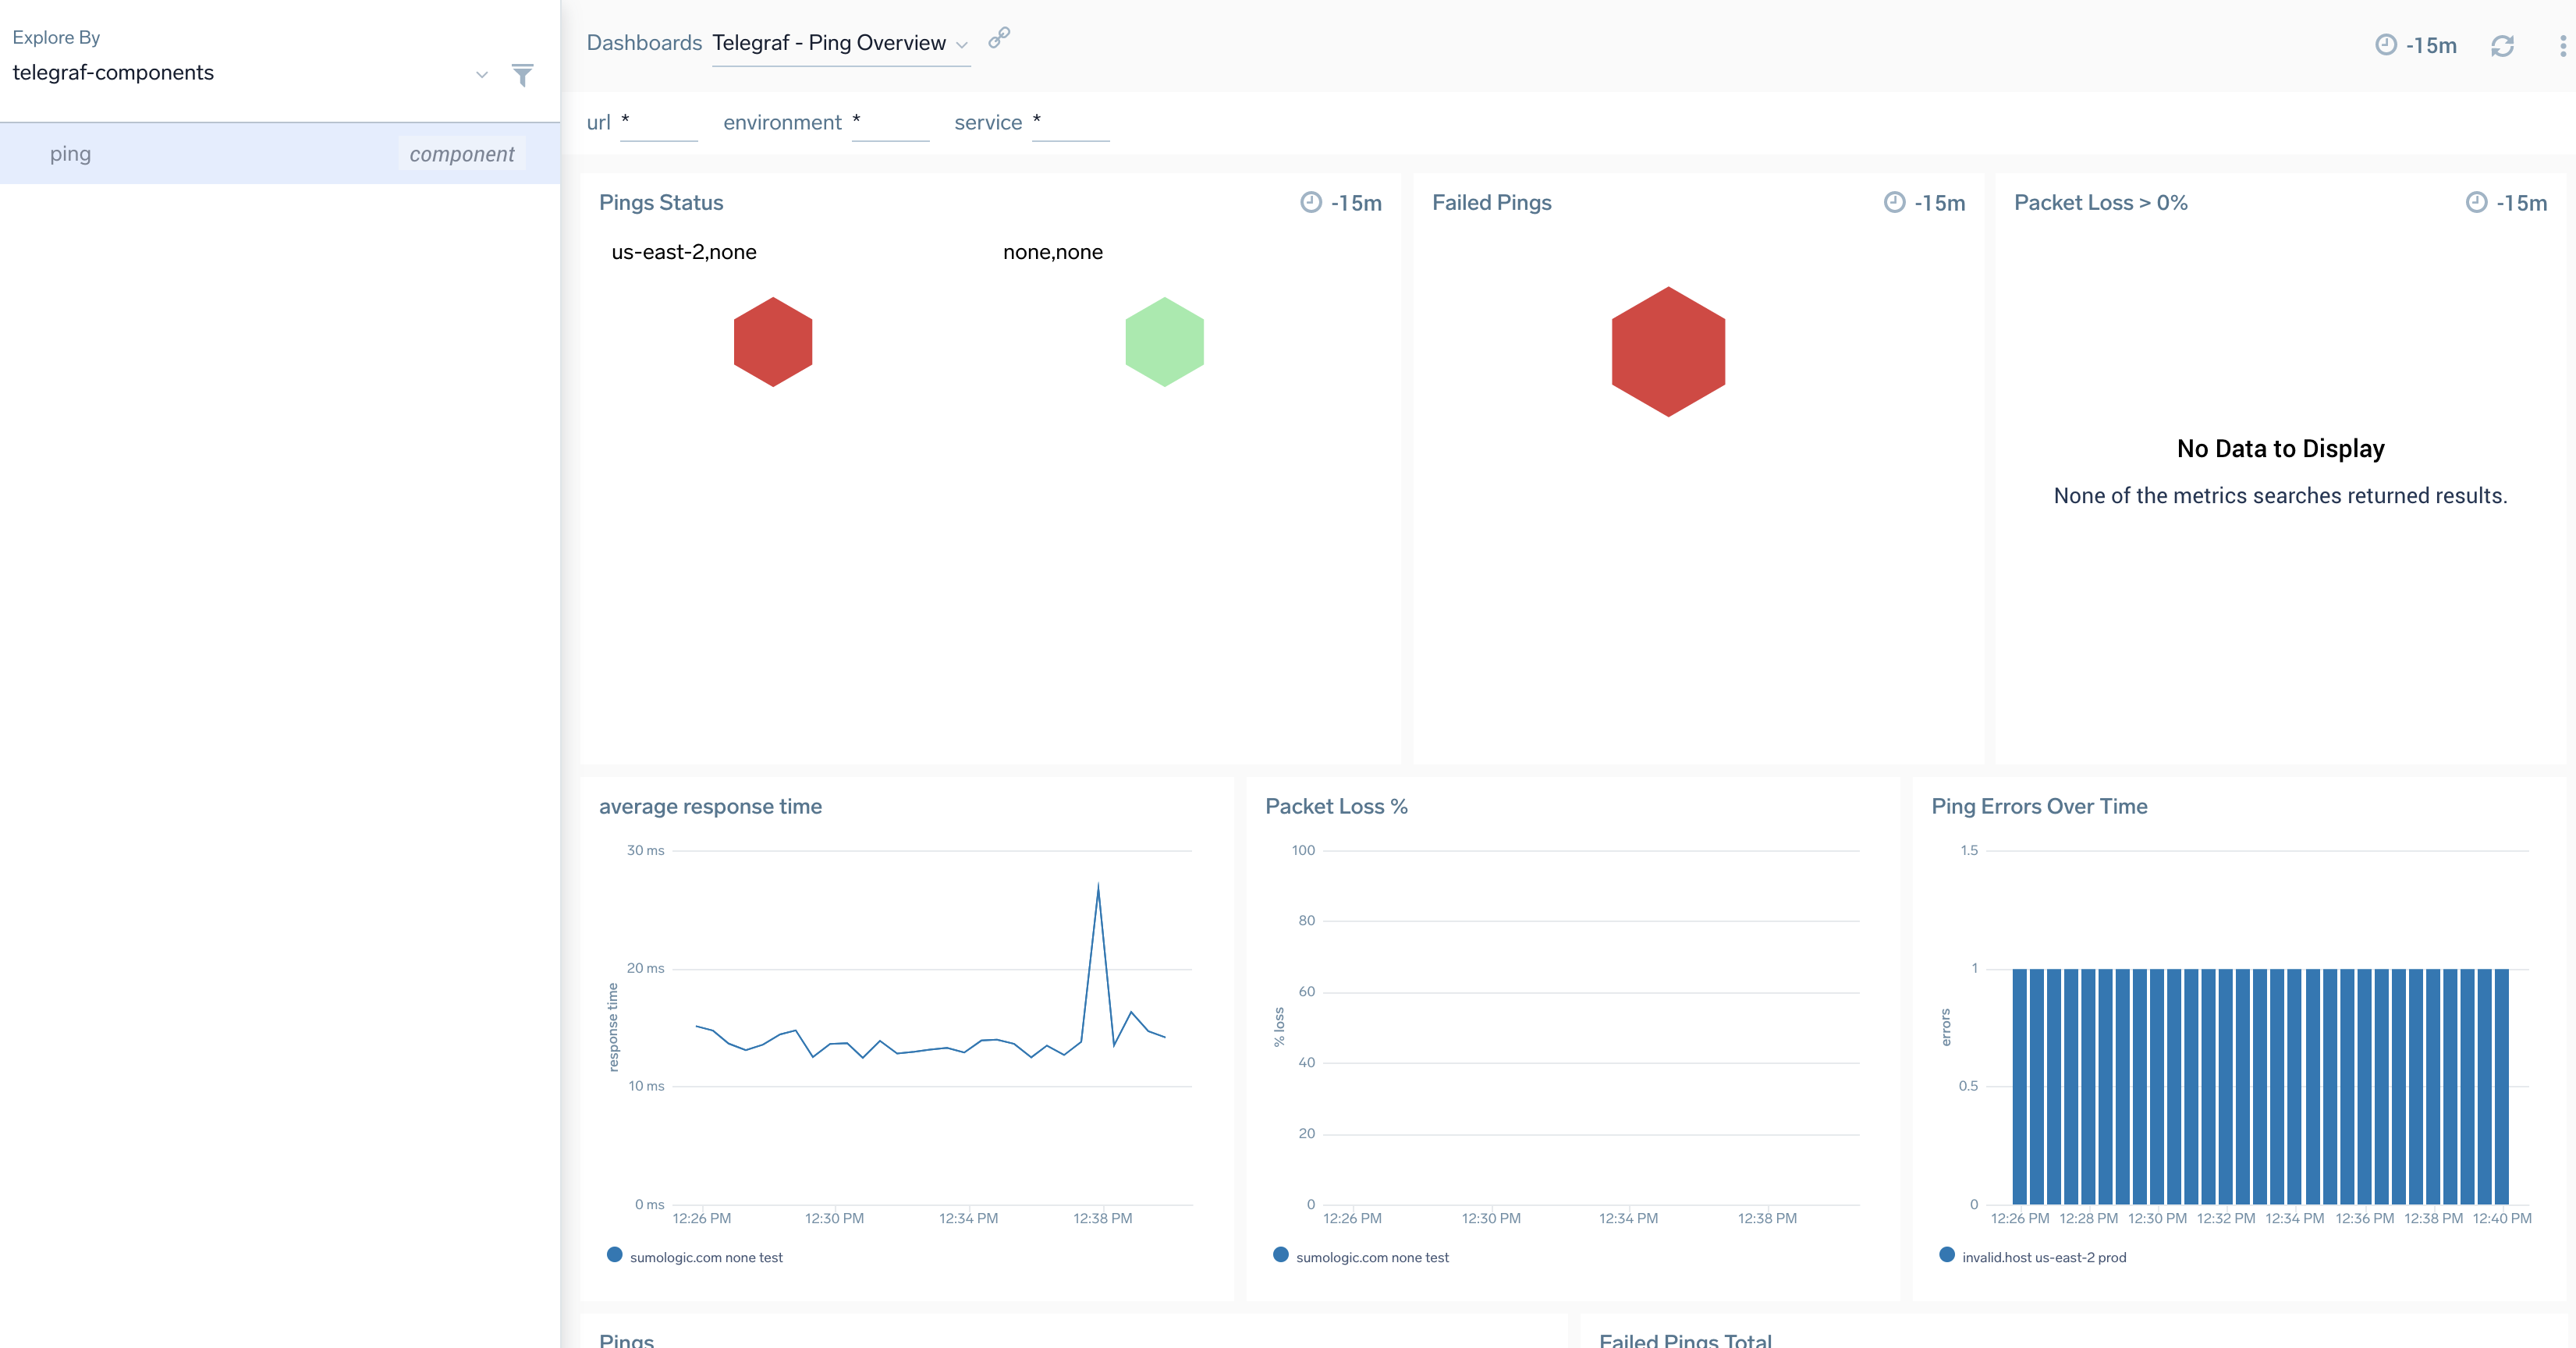 Explore By
telegraf-components
ping component
Dashboards Telegraf - Ping Overview
-15m
url * environment * service *
Pings Status -15m
us-east-2,none none,none
Failed Pings -15m
Packet Loss > 0% -15m
No Data to Display
None of the metrics searches returned results.
average response time
30 ms
20 ms
10 ms
0 ms
response time
12:26 PM 12:30 PM 12:34 PM 12:38 PM
sumologic.com none test
Packet Loss %
100
80
60
40
20
0
% loss
12:26 PM 12:30 PM 12:34 PM 12:38 PM
sumologic.com none test
Ping Errors Over Time
1.5
1
0.5
0
errors
12:26 PM 12:28 PM 12:30 PM 12:32 PM 12:34 PM 12:36 PM 12:38 PM 12:40 PM
invalid.host us-east-2 prod
Pings
Failed Pings Total